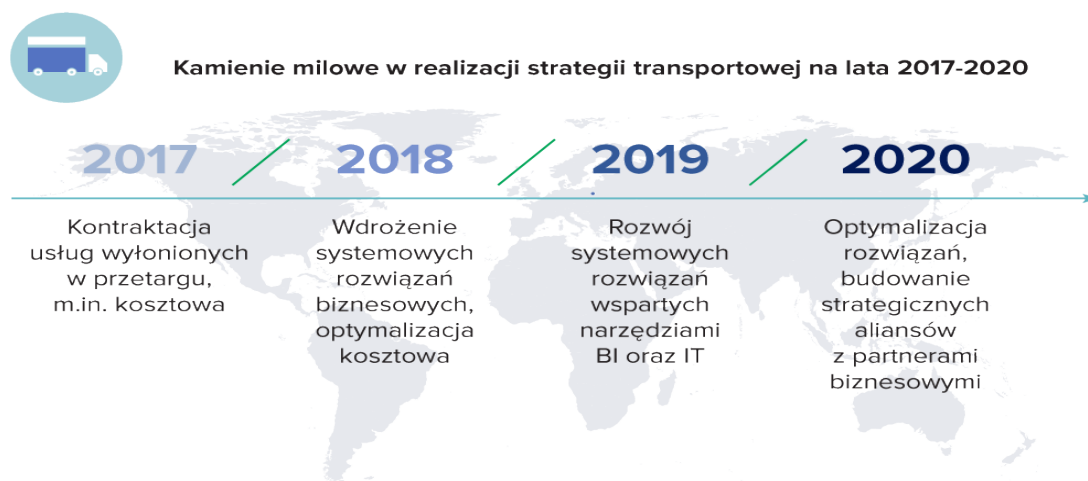 Kamienie milowe w realizacji strategii transportowej na lata 2017-2020
2017
Kontraktacja
usług wyłonionych
w przetargu,
m.in. kosztowa
2018
Wdrożenie
systemowych
rozwiązań
biznesowych,
optymalizacja
kosztowa
2019
Rozwój
systemowych
rozwiązań
wspartych
narzędziami
BI oraz IT
2020
Optymalizacja
rozwiązań,
budowanie
strategicznych
aliansów
z partnerami
biznesowymi